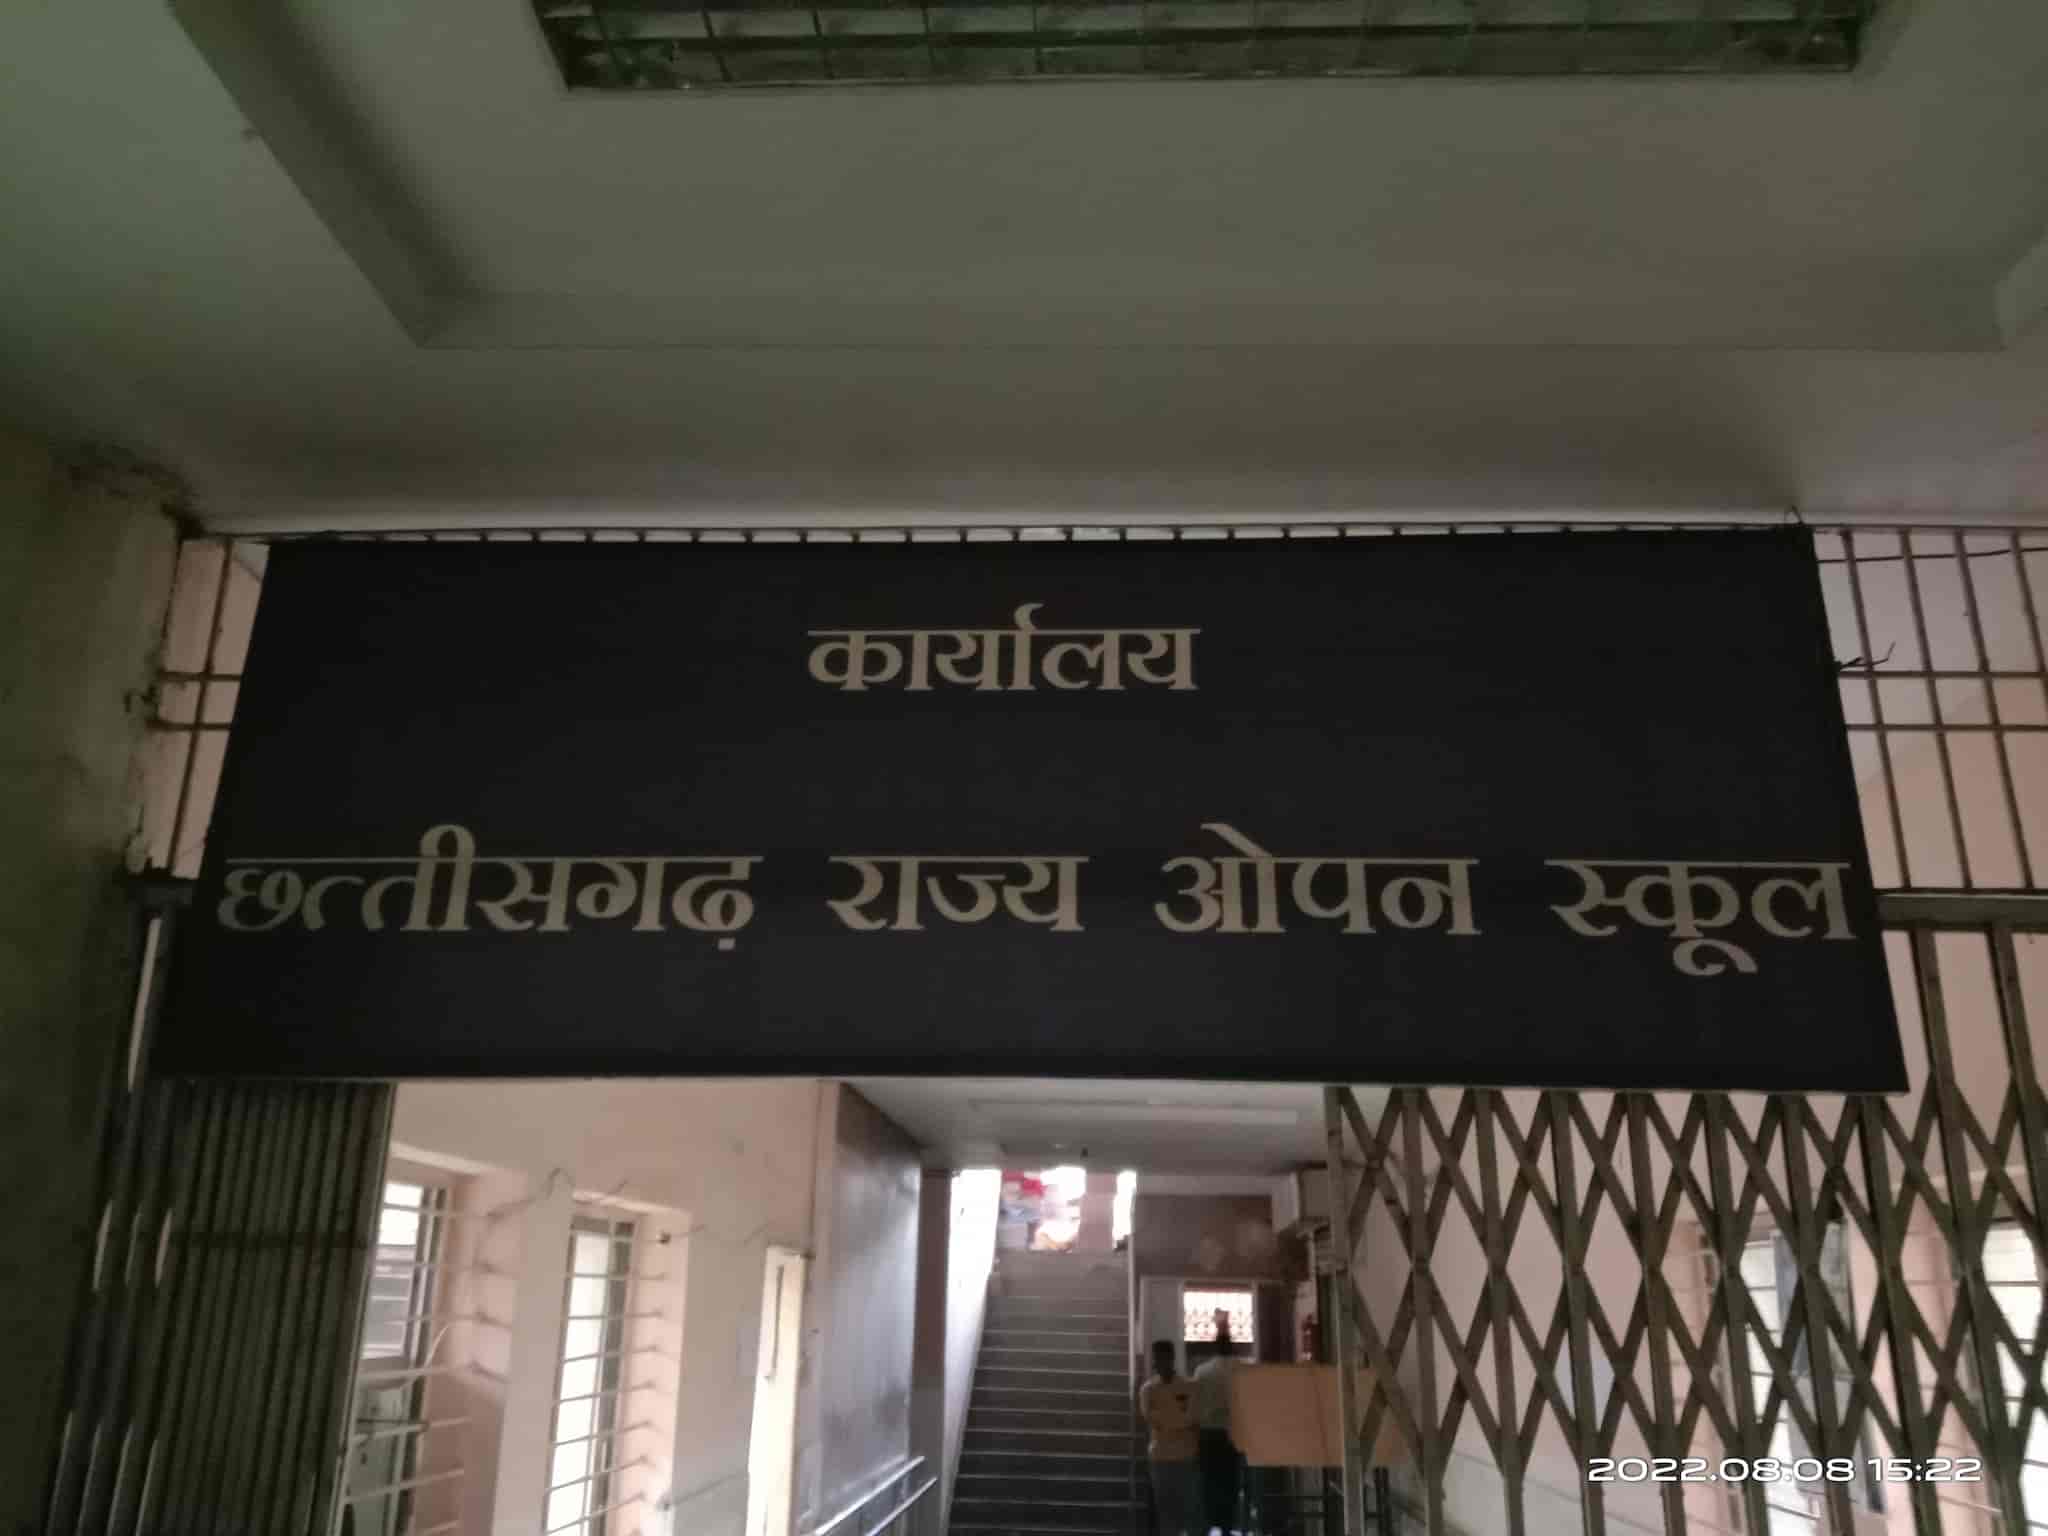 कार्यालय
छत्तीसगढ़ राज्य ओपन स्कूल
2022.08.08 15:22